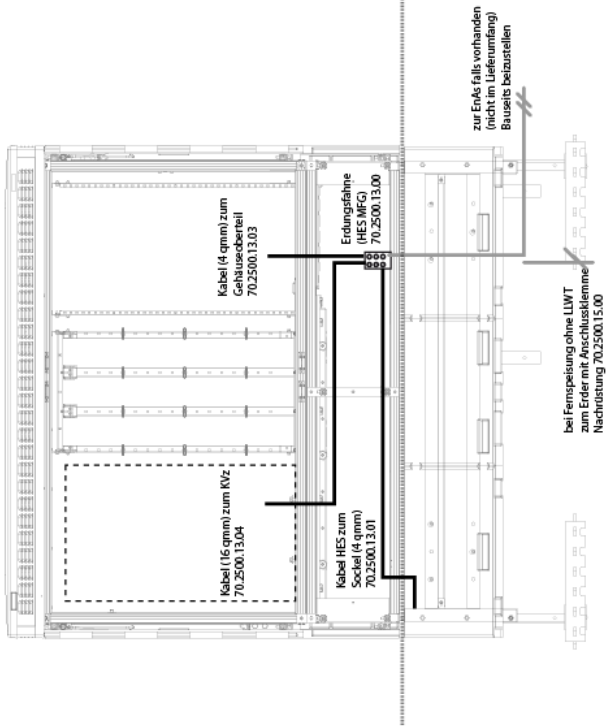 Kabel (4 qmm) zum
Gehäuseoberteil
70.2500.13.03
Kabel (16 qmm) zum KVz
70.2500.13.04
Erdungsfahne
(HES MFG)
70.2500.13.00
Kabel HES zum
Sockel (4 qmm)
70.2500.13.01
zur EnAs falls vorhanden
(nicht im Lieferumfang)
Bauseits beizustellen
bei Fernspeisung ohne LLWT
zum Erder mit Anschlussklemme
Nachrüstung 70.2500.15.00